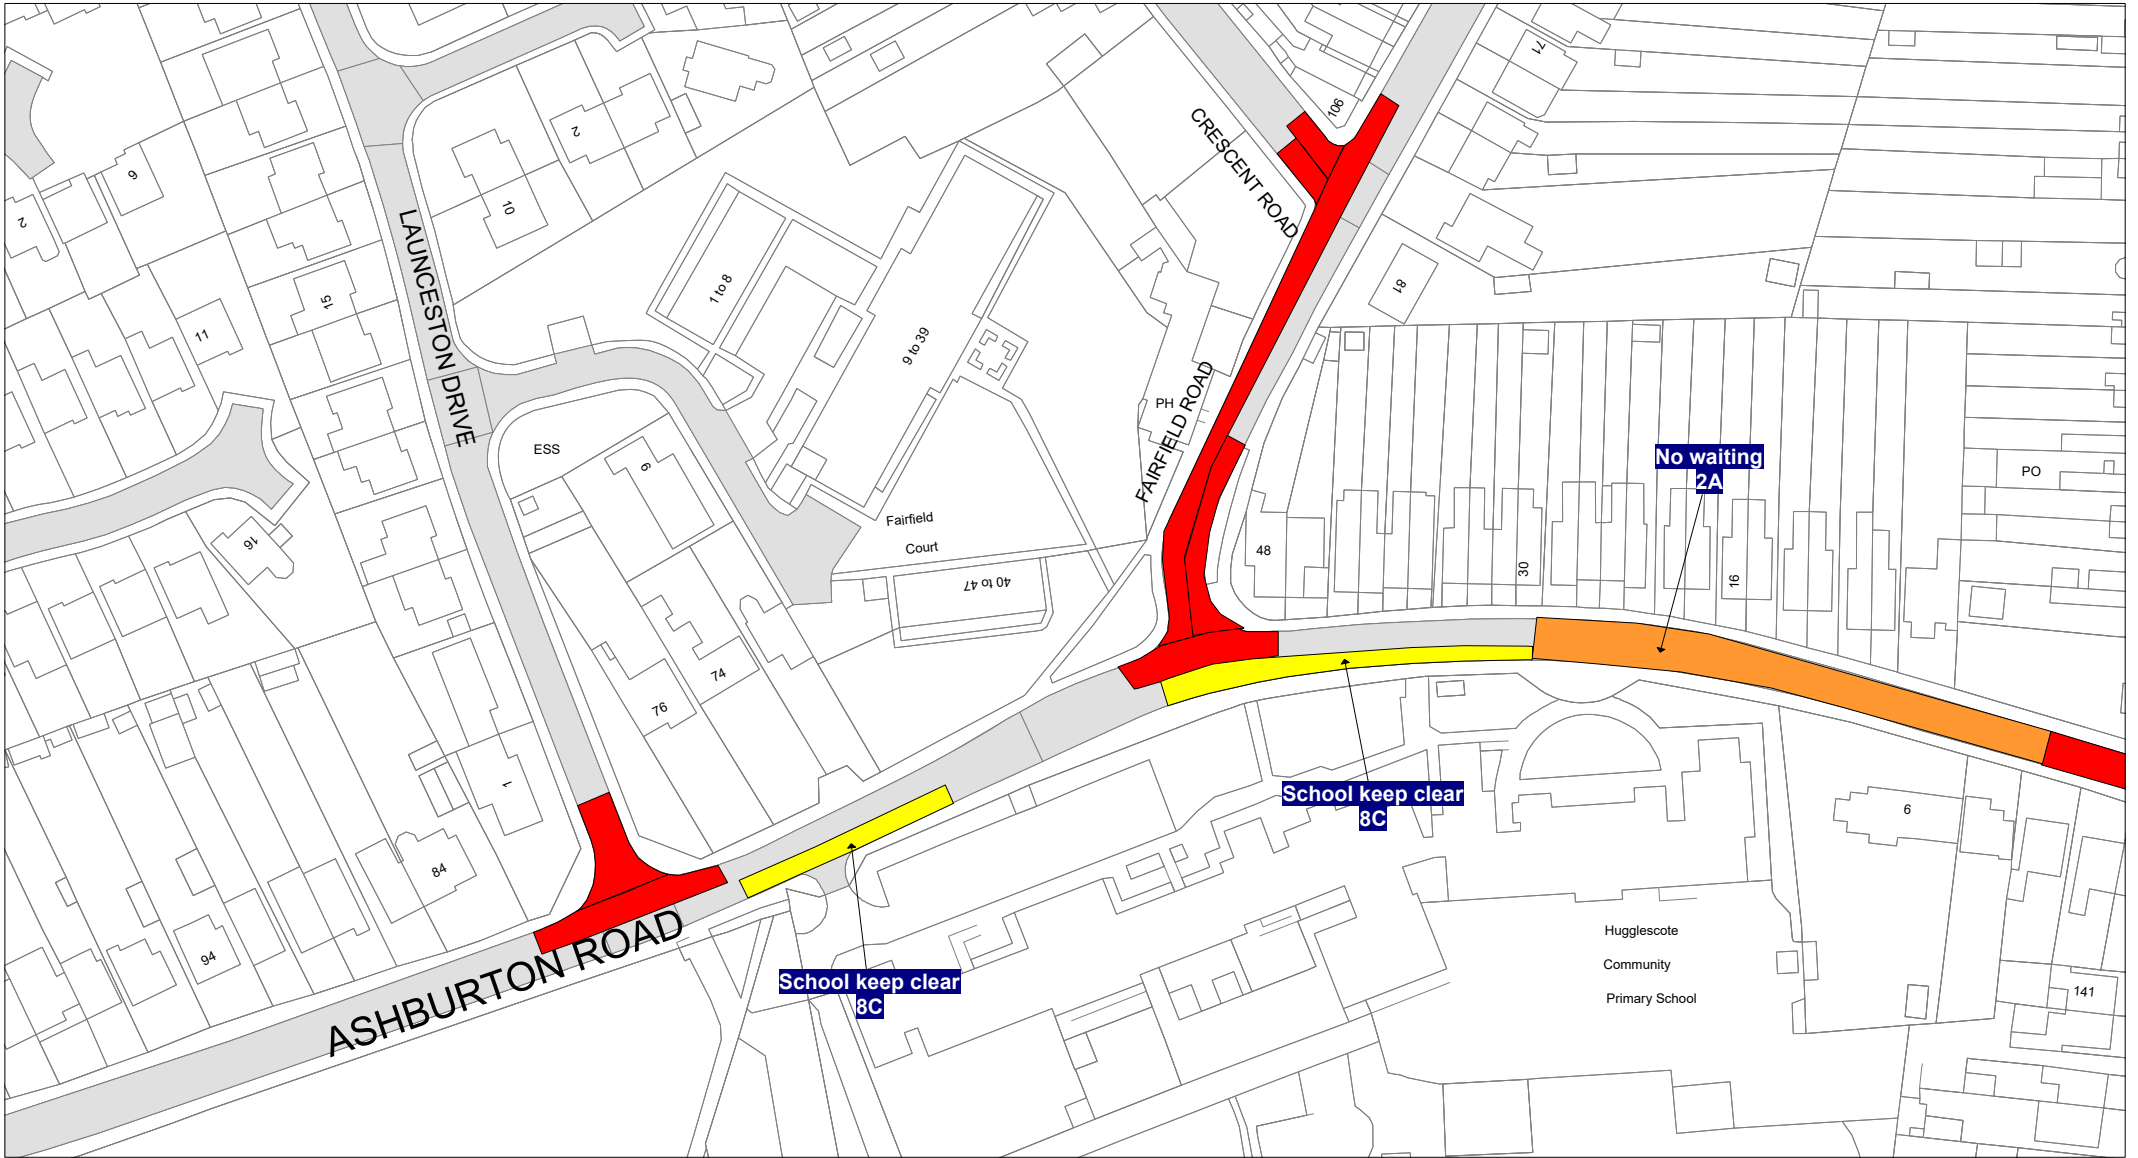 71
106
CRESCENT ROAD
2
9
2
10
LAUNCESTON DRIVE
1 to 8
15
81
11
9 to 39
FAIRFIELD ROAD
PH
ESS
9
No waiting
2A
PO
Fairfield
Court
48
16
40 to 47
30
16
74
76
School keep clear
8C
1
6
84
ASHBURTON ROAD
94
School keep clear
8C
Hugglescote
Community
Primary School
141